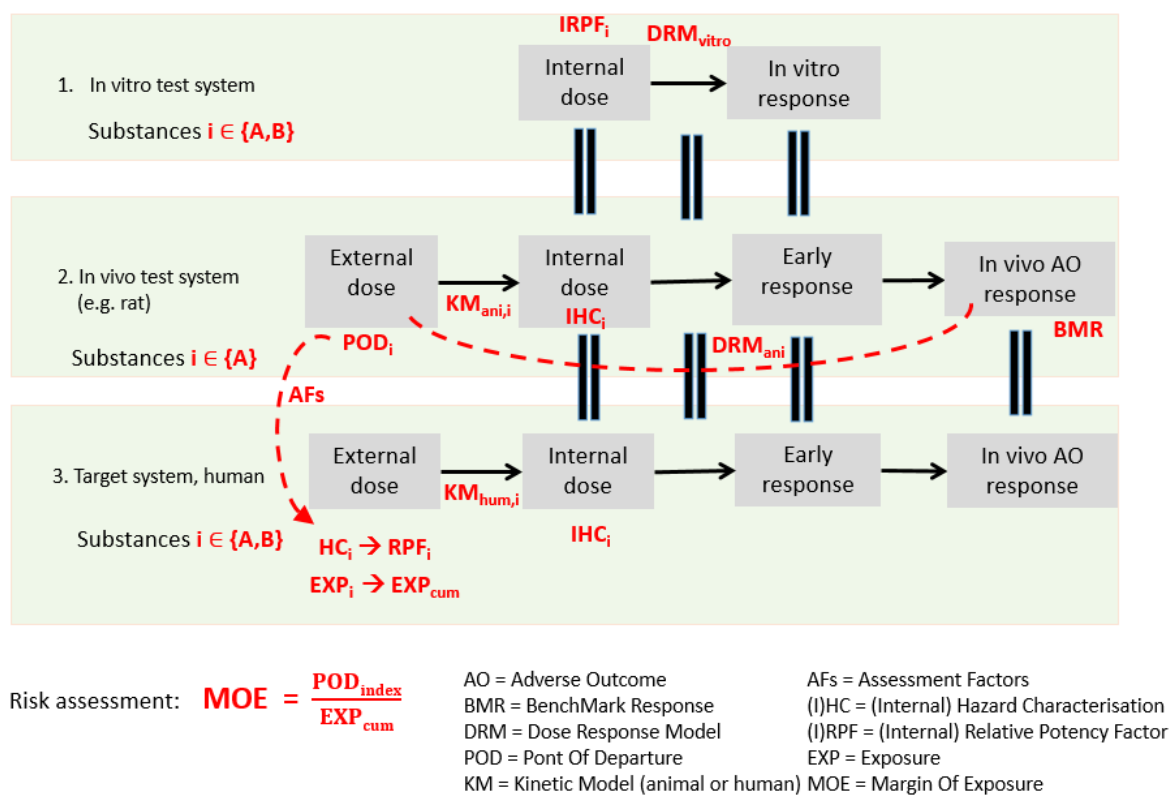 IRPFi
DRMvitro
Internal
dose
In vitro
response
1. In vitro test system
Substances i ∈ {A,B}
External
dose
Internal
dose
Early
response
In vivo AO
response
2. In vivo test system
(e.g. rat)
KMani,i
IHCi
BMR
Substances i ∈ {A}
PODi
DRMani
AFs
External
dose
Internal
dose
Early
response
In vivo AO
response
3. Target system, human
KMhum,i
Substances i ∈ {A,B}
IHCi
HCi → RPFi
EXPi → EXPcum
Risk assessment: MOE = PODindex
EXPcum
AO = Adverse Outcome
BMR = BenchMark Response
DRM = Dose Response Model
POD = Pont Of Departure
KM = Kinetic Model (animal or human)
AFs = Assessment Factors
(I)HC = (Internal) Hazard Characterisation
(I)RPF = (Internal) Relative Potency Factor
EXP = Exposure
MOE = Margin Of Exposure